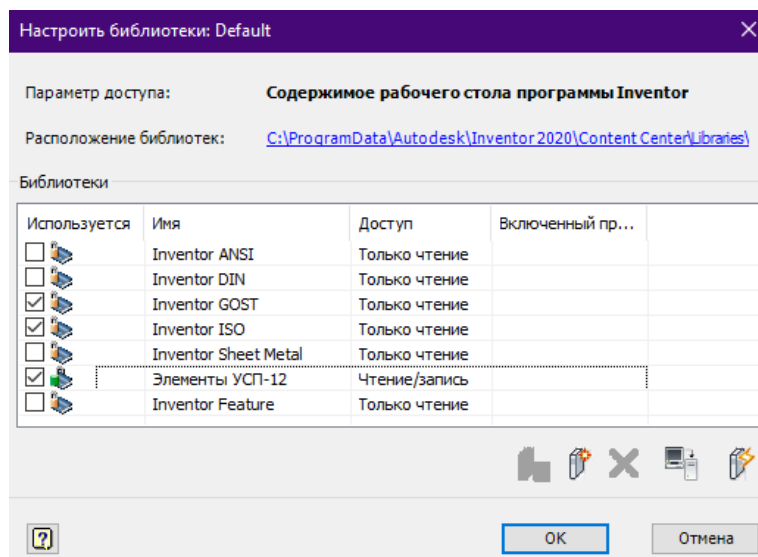 Настроить библиотеки: Default
Параметр доступа: Содержимое рабочего стола программы Inventor
Расположение библиотек: C:\ProgramData\Autodesk\Inventor 2020\Content Center\Libraries\
Библиотеки
Используется Имя Доступ Включенный пр...
Inventor ANSI Только чтение
Inventor DIN Только чтение
Inventor GOST Только чтение
Inventor ISO Только чтение
Inventor Sheet Metal Только чтение
Элементы УСП-12 Чтение/запись
Inventor Feature Только чтение
OK Отмена